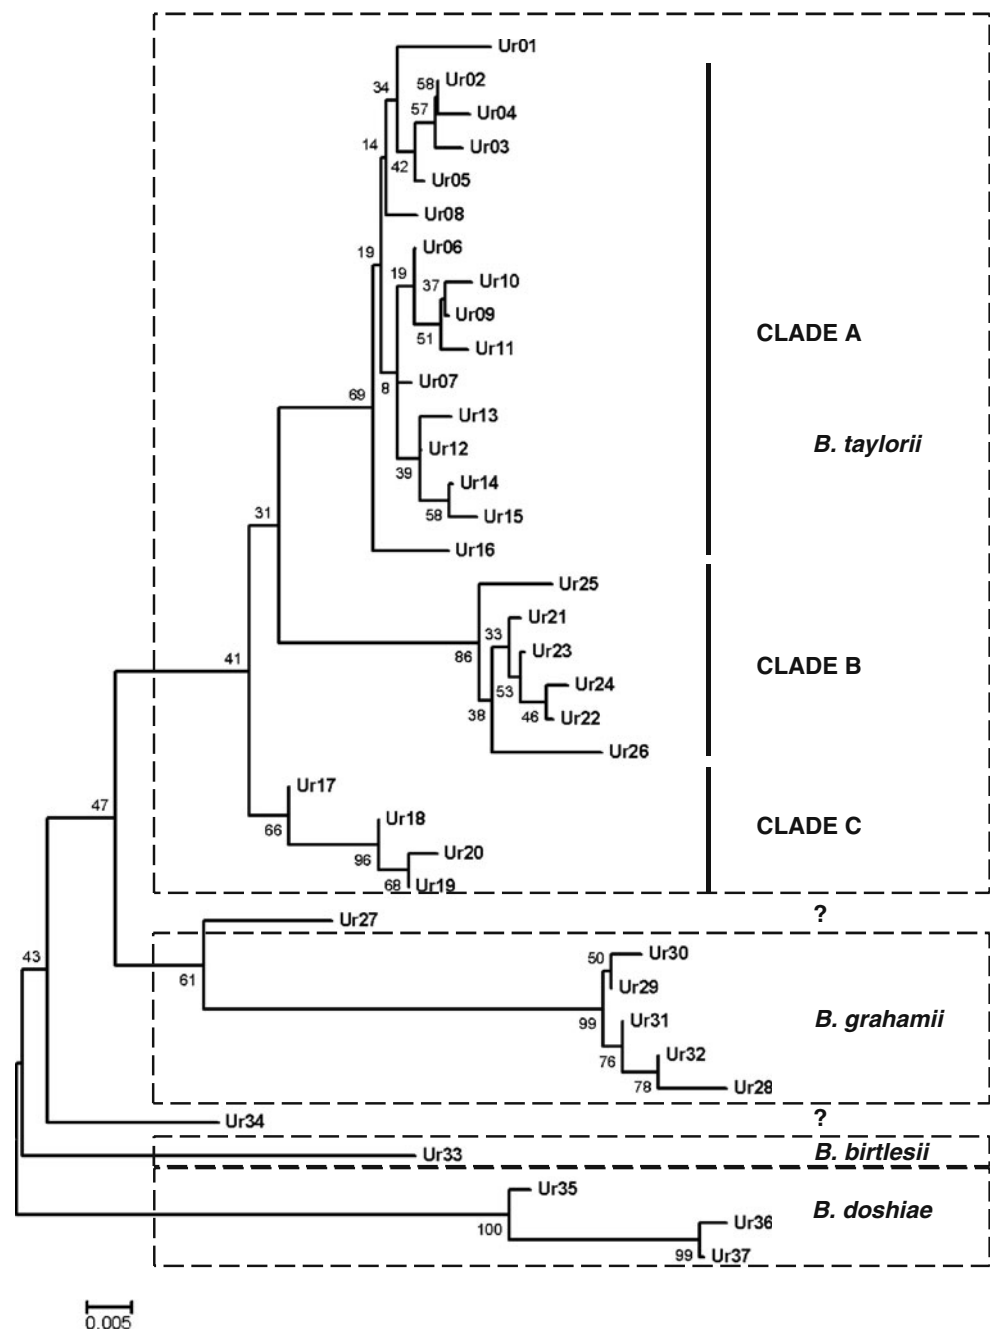 Ur01
34
58 Ur02
57 Ur04
14
Ur03
42 Ur05
Ur08
19
Ur06
19
37 Ur10
Ur09
51 Ur11
CLADE A
8 Ur07
69
Ur13
B. taylorii
Ur12
39
Ur14
58 Ur15
31
Ur16
Ur25
33 Ur21
86 Ur23
CLADE B
53 Ur24
38 46 Ur22
Ur26
41
Ur17
47
66 Ur18
CLADE C
96 Ur20
68 Ur19
Ur27 ?
43
61
50 Ur30
Ur29
99 Ur31
B. grahamii
76 Ur32
78 Ur28
Ur34 ?
Ur33 B. birtlesii
Ur35
B. doshiae
100 Ur36
99 Ur37
0.005